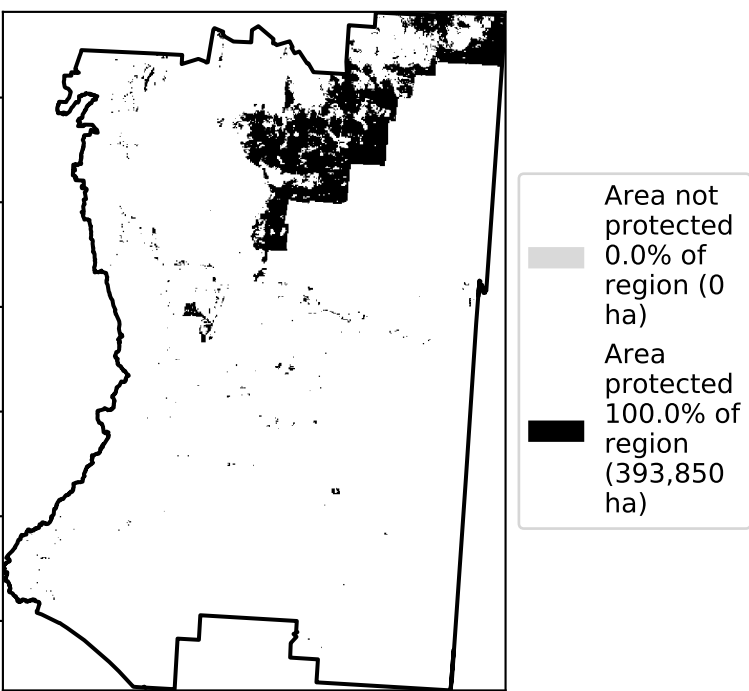 Area not
protected
0.0% of
region (0
ha)
Area
protected
100.0% of
region
(393,850
ha)